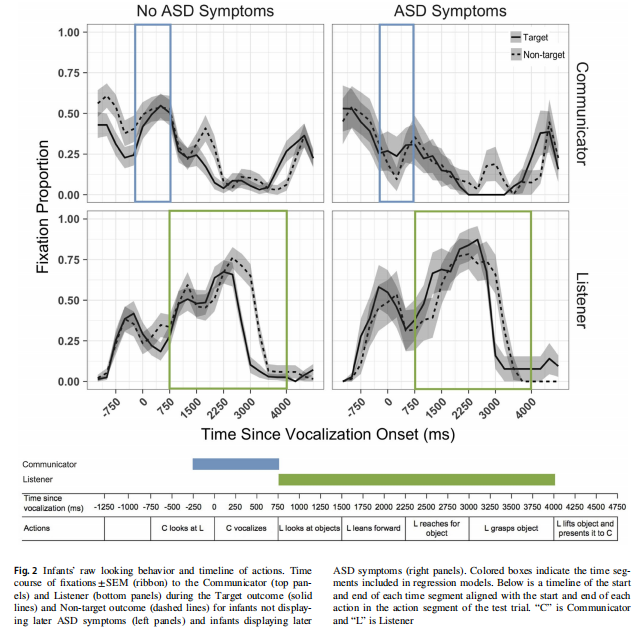 No ASD Symptoms
ASD Symptoms
1.00
0.75
0.50
0.25
0.00
Target
Non-target
Communicator
Fixation Proportion
1.00
0.75
0.50
0.25
0.00
Listener
-750 0 750 1500 2250 3000 4000
-750 0 750 1500 2250 3000 4000
Time Since Vocalization Onset (ms)
Communicator
Listener
Time since
vocalization (ms)
-1250 -1000 -750 -500 -250 0 250 500 750 1000 1250 1500 1750 2000 2250 2500 2750 3000 3250 3500 3750 4000 4250 4500 4750
Actions
C looks at L
C vocalizes
L looks at objects
L leans forward
L reaches for
object
L grasps object
L lifts object and
presents it to C
Fig. 2 Infants' raw looking behavior and timeline of actions. Time
course of fixations ± SEM (ribbon) to the Communicator (top pan-
els) and Listener (bottom panels) during the Target outcome (solid
lines) and Non-target outcome (dashed lines) for infants not display-
ing later ASD symptoms (left panels) and infants displaying later
ASD symptoms (right panels). Colored boxes indicate the time seg-
ments included in regression models. Below is a timeline of the start
and end of each time segment aligned with the start and end of each
action in the action segment of the test trial. "C" is Communicator
and "L" is Listener